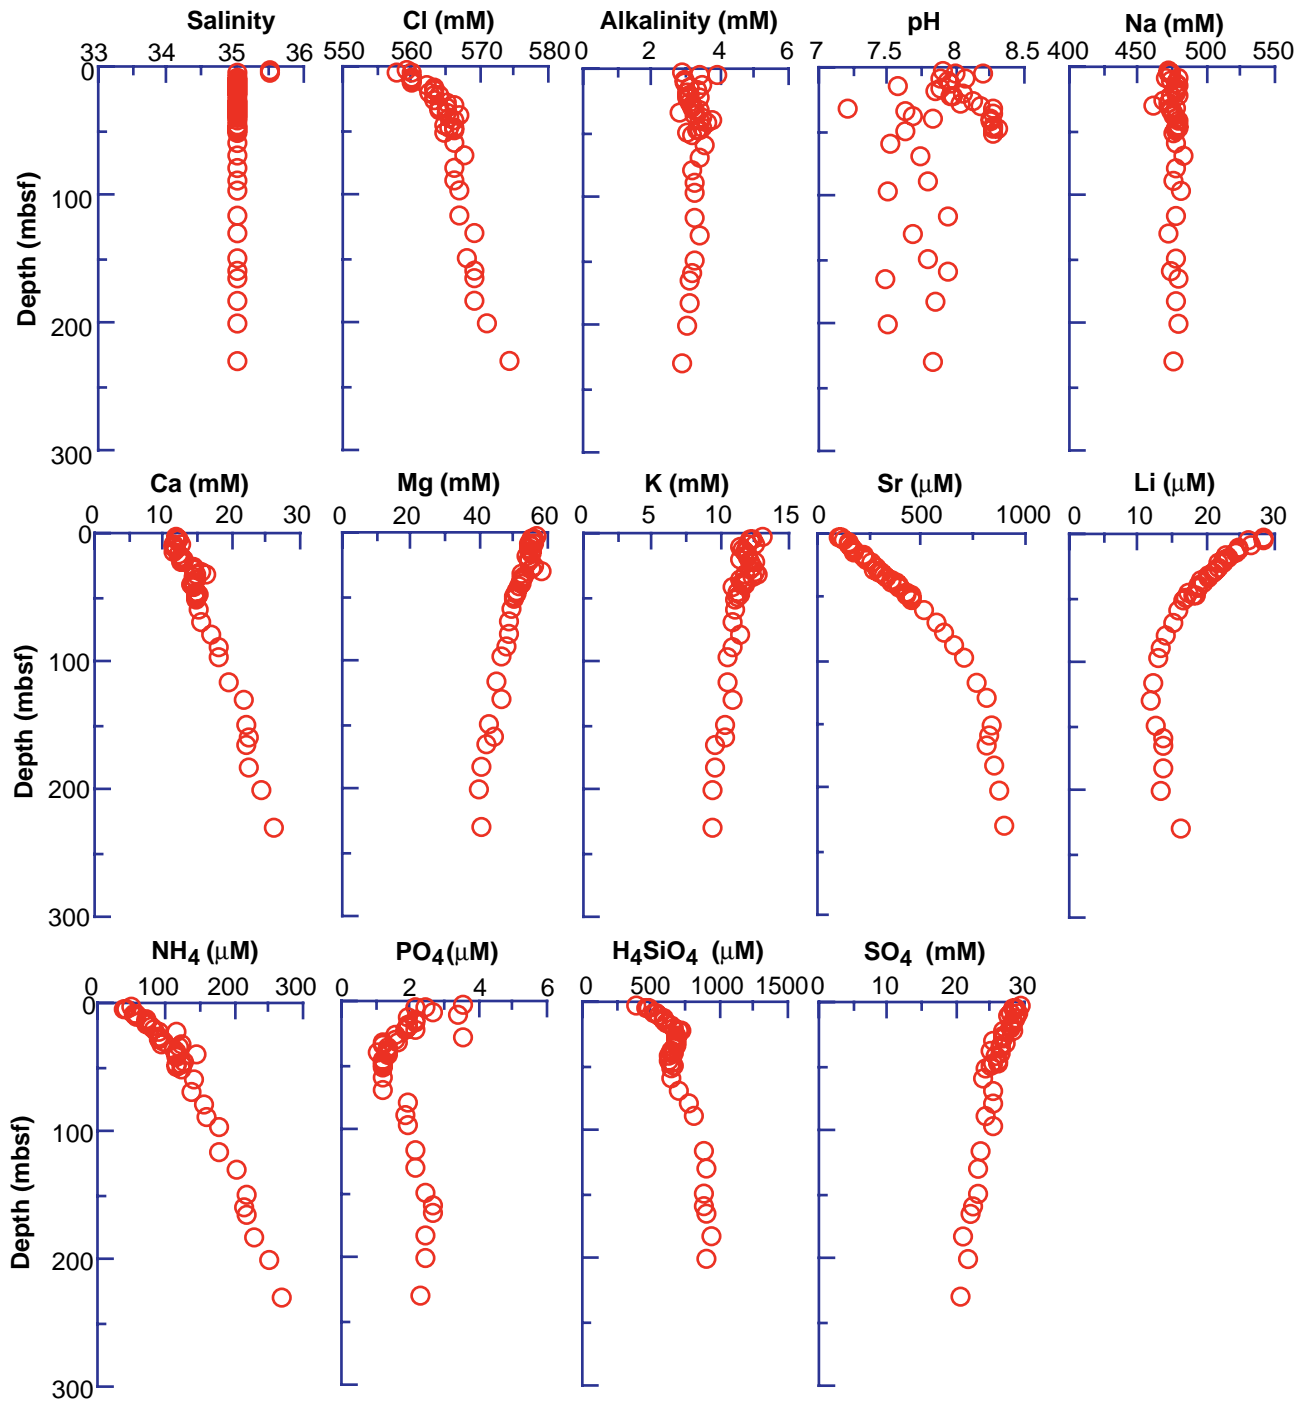 Salinity Cl (mM) Alkalinity (mM) pH Na (mM)
33 34 35 36 550 560 570 580 0 2 4 6 7 7.5 8 8.5 400 450 500 550
0
100
200
300
Depth (mbsf)
Ca (mM) Mg (mM) K (mM) Sr (μM) Li (μM)
0 10 20 30 0 20 40 60 0 5 10 15 0 500 1000 0 10 20 30
0
100
200
300
Depth (mbsf)
NH4 (μM) PO4(μM) H4SiO4 (μM) SO4 (mM)
0 100 200 300 0 2 4 6 0 500 1000 1500 0 10 20 30
0
100
200
300
Depth (mbsf)